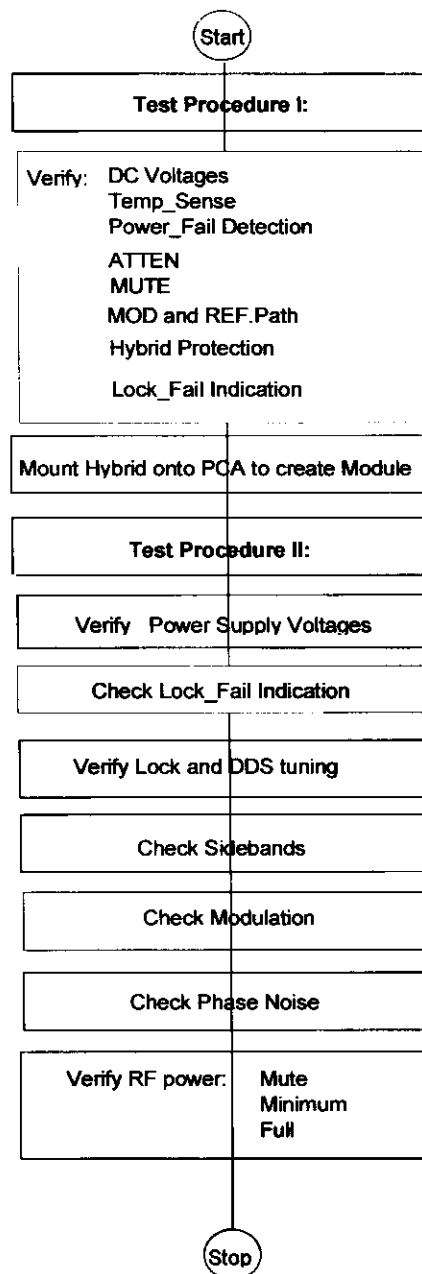 Start
Test Procedure I:
Verify: DC Voltages
Temp_Sense
Power_Fail Detection
ATTEN
MUTE
MOD and REF.Path
Hybrid Protection
Lock_Fail Indication
Mount Hybrid onto PCA to create Module
Test Procedure II:
Verify Power Supply Voltages
Check Lock_Fail Indication
Verify Lock and DDS tuning
Check Sidebands
Check Modulation
Check Phase Noise
Verify RF power: Mute
Minimum
Full
Stop